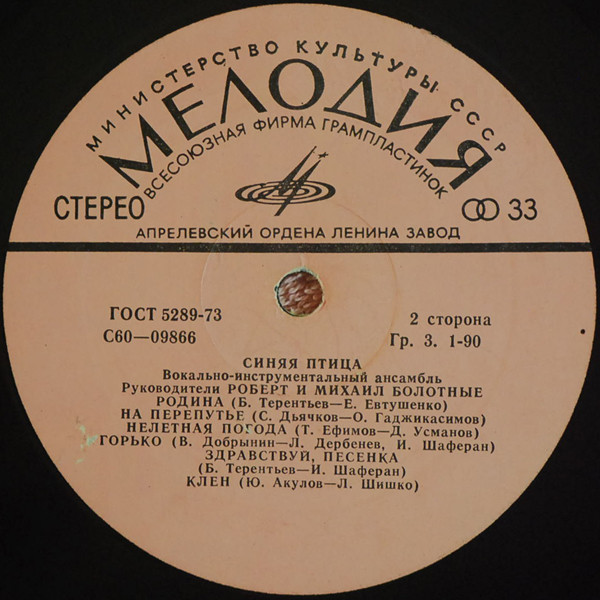 МИНИСТЕРСТВО КУЛЬТУРЫ СССР
МЕЛОДИЯ
ВСЕСОЮЗНАЯ ФИРМА ГРАМПЛАСТИНОК
СТЕРЕО
33
АПРЕЛЕВСКИЙ ОРДЕНА ЛЕНИНА ЗАВОД
ГОСТ 5289-73
2 сторона
С60—09866
Гр. 3. 1-90
СИНЯЯ ПТИЦА
Вокально-инструментальный ансамбль
Руководители РОБЕРТ И МИХАИЛ БОЛОТНЫЕ
РОДИНА (Б. Терентьев—Е. Евтушенко)
НА ПЕРЕПУТЬЕ (С. Дьячков—О. Гаджикасимов)
НЕЛЕТНАЯ ПОГОДА (Т. Ефимов—Д. Усманов)
ГОРЬКО (В. Добрынин—Л. Дербенев, И. Шаферан)
ЗДРАВСТВУЙ, ПЕСЕНКА
(Б. Терентьев—И. Шаферан)
КЛЕН (Ю. Акулов—Л. Шишко)